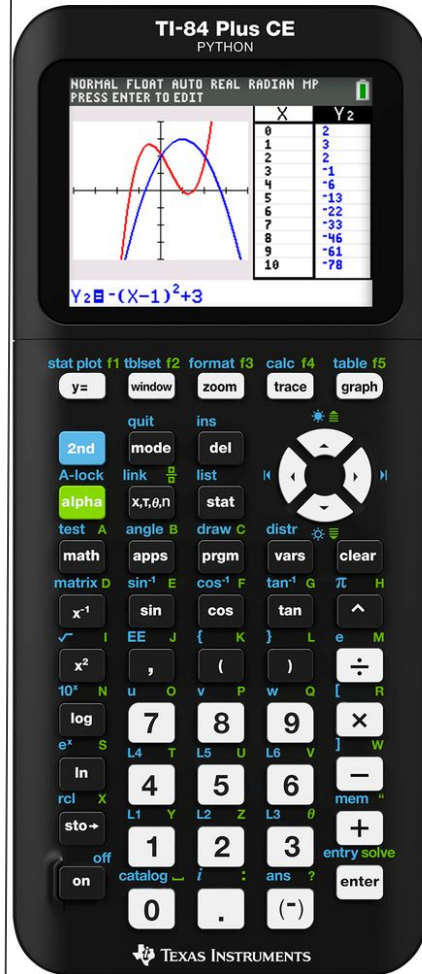 TI-84 Plus CE
PYTHON
NORMAL FLOAT AUTO REAL RADIAN MP
PRESS ENTER TO EDIT
X Y2
0 2
1 3
2 2
3 -1
4 -6
5 -13
6 -22
7 -33
8 -46
9 -61
10 -78
Y2=-(X-1)²+3
stat plot f1 tblset f2 format f3 calc f4 table f5
y= window zoom trace graph
quit ins
2nd mode del
A-lock link list
alpha X,T,θ,n stat
test A angle B draw C distr
math apps prgm vars clear
matrix D sin⁻¹ E cos⁻¹ F tan⁻¹ G π H
x⁻¹ sin cos tan ^
√ I EE J { K } L e M
x² , ( ) ÷
10ˣ N u O v P w Q [ R
log 7 8 9 ×
eˣ S L4 T L5 U L6 V ] W
ln 4 5 6 −
rcl X L1 Y L2 Z L3 θ mem "
sto→ 1 2 3 +
off catalog ⎵ i : ans ? entry solve
on 0 . (-) enter
TEXAS INSTRUMENTS